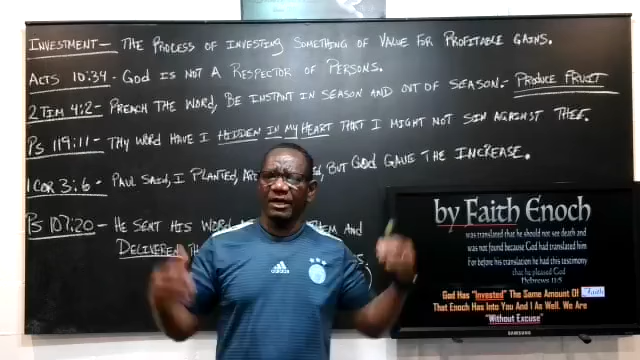 INVESTMENT — THE PROCESS OF INVESTING SOMETHING OF VALUE FOR PROFITABLE GAINS.
ACTS 10:34 - GOD IS NOT A RESPECTOR OF PERSONS.
2 TIM 4:2 - PREACH THE WORD, BE INSTANT IN SEASON AND OUT OF SEASON. - PRODUCE FRUIT
PS 119:11 - THY WORD HAVE I HIDDEN IN MY HEART THAT I MIGHT NOT SIN AGAINST THEE.
1 COR 3:6 - PAUL SAID, I PLANTED, BUT GOD GAVE THE INCREASE.
PS 107:20 - HE SENT HIS WORD THEM AND
DELIVERED
adidas
by Faith Enoch
was translated that he should not see death and
was not found because God had translated him
For before his translation he had this testimony
that he pleased God
Hebrews 11:5
God Has "Invested" The Same Amount Of Faith
That Enoch Has Into You And I As Well. We Are
"Without Excuse"
SAMSUNG